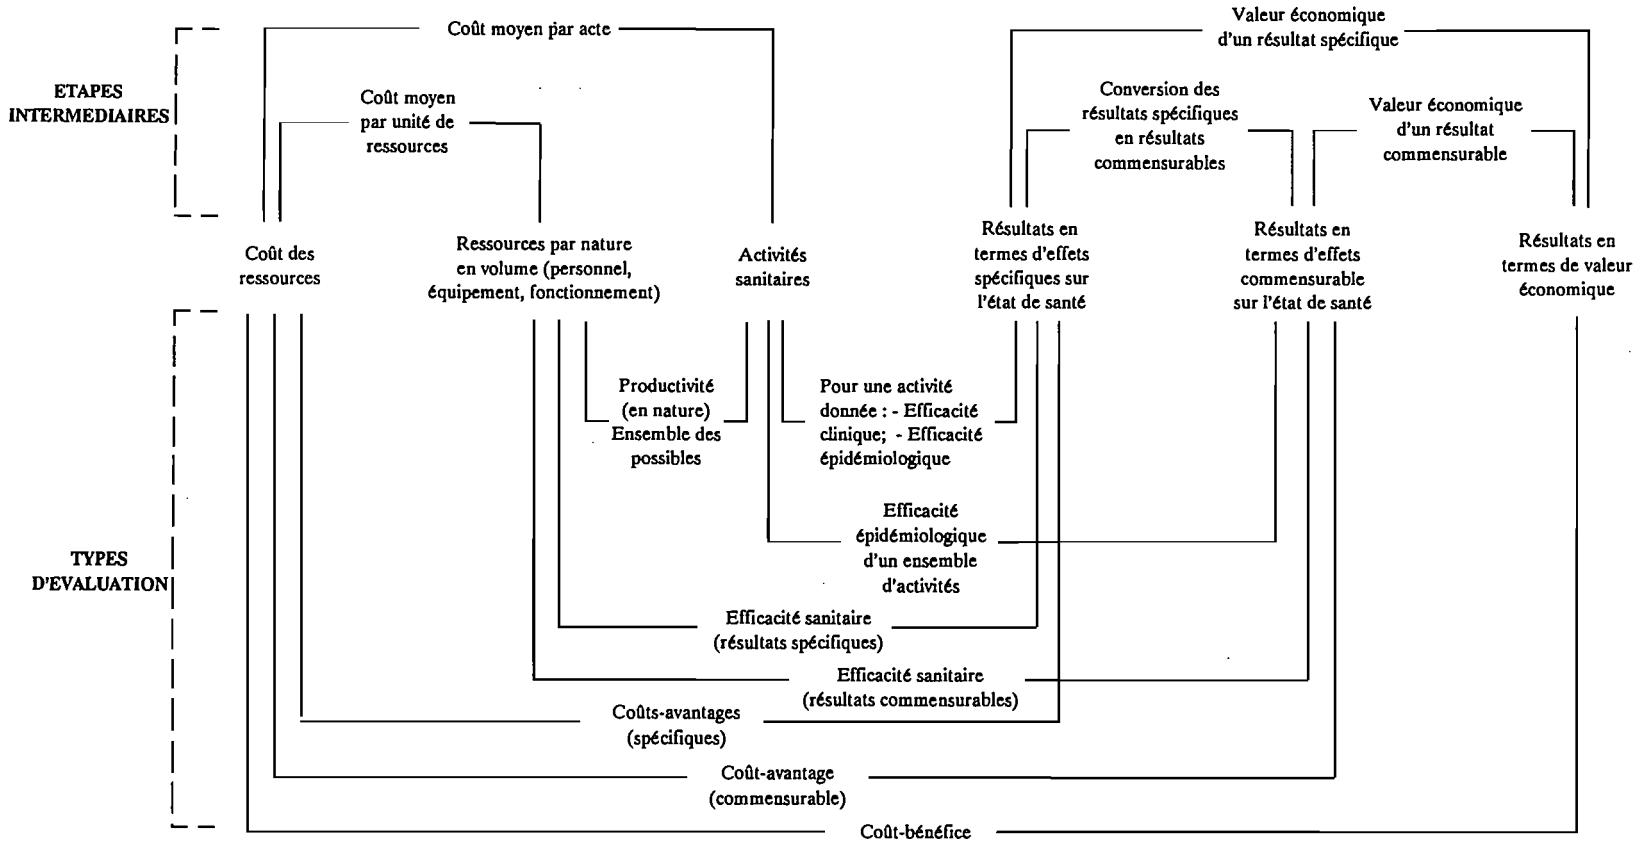 Coût moyen par acte
Valeur économique
d'un résultat spécifique
ETAPES
INTERMEDIAIRES
Coût moyen
par unité de
ressources
Conversion des
résultats spécifiques
en résultats
commensurables
Valeur économique
d'un résultat
commensurable
Coût des
ressources
Ressources par nature
en volume (personnel,
équipement, fonctionnement)
Activités
sanitaires
Résultats en
termes d'effets
spécifiques sur
l'état de santé
Résultats en
termes d'effets
commensurable
sur l'état de santé
Résultats en
termes de valeur
économique
TYPES
D'EVALUATION
Productivité
(en nature)
Ensemble des
possibles
Pour une activité
donnée : - Efficacité
clinique; - Efficacité
épidémiologique
Efficacité
épidémiologique
d'un ensemble
d'activités
Efficacité sanitaire
(résultats spécifiques)
Efficacité sanitaire
(résultats commensurables)
Coûts-avantages
(spécifiques)
Coût-avantage
(commensurable)
Coût-bénéfice